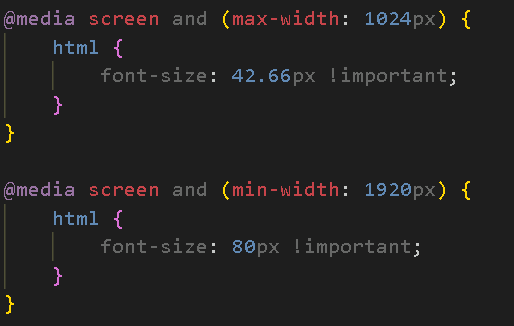 @media screen and (max-width: 1024px) {
html {
font-size: 42.66px !important;
}
}
@media screen and (min-width: 1920px) {
html {
font-size: 80px !important;
}
}